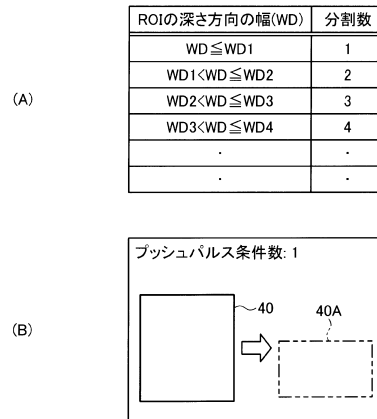 (A)
ROIの深さ方向の幅(WD) 分割数
WD≦WD1 1
WD1<WD≦WD2 2
WD2<WD≦WD3 3
WD3<WD≦WD4 4
· ·
· ·
(B)
プッシュパルス条件数: 1
40
40A